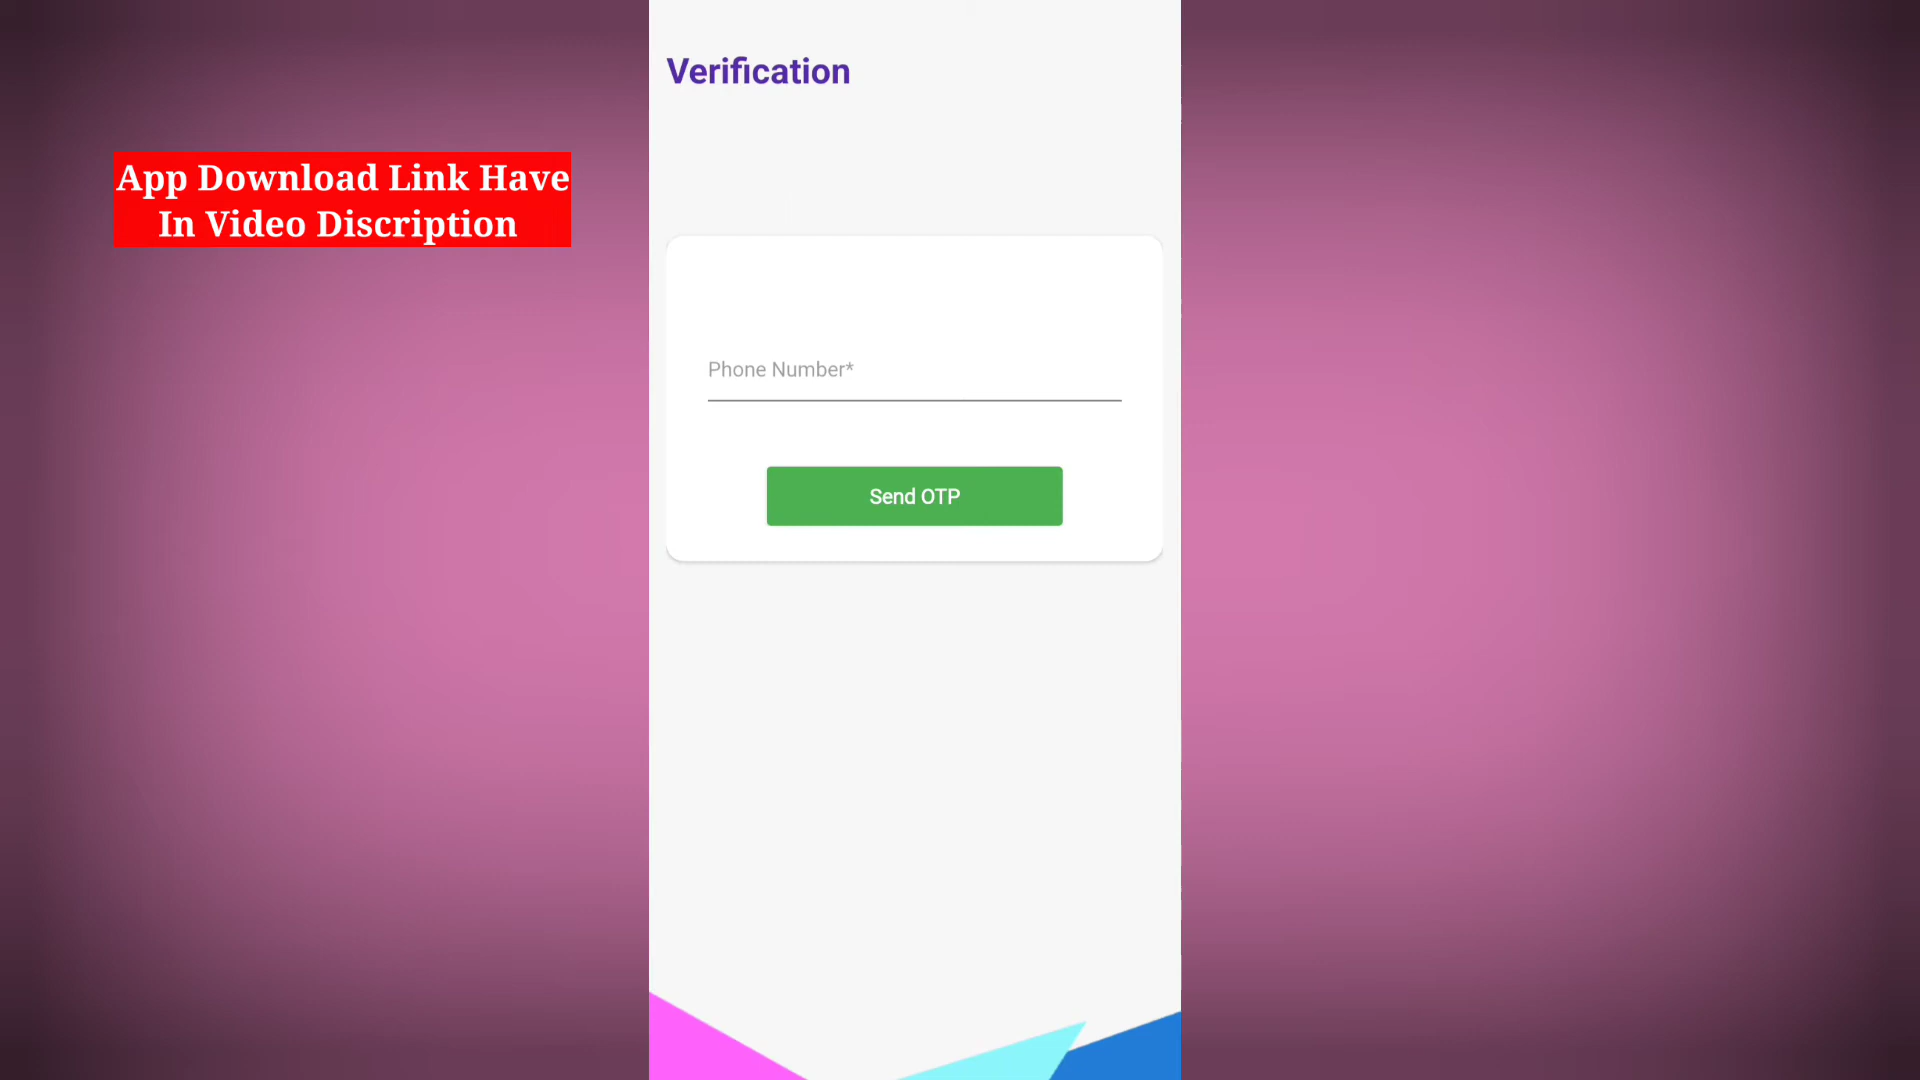 Verification
App Download Link Have
In Video Discription
Phone Number*
Send OTP